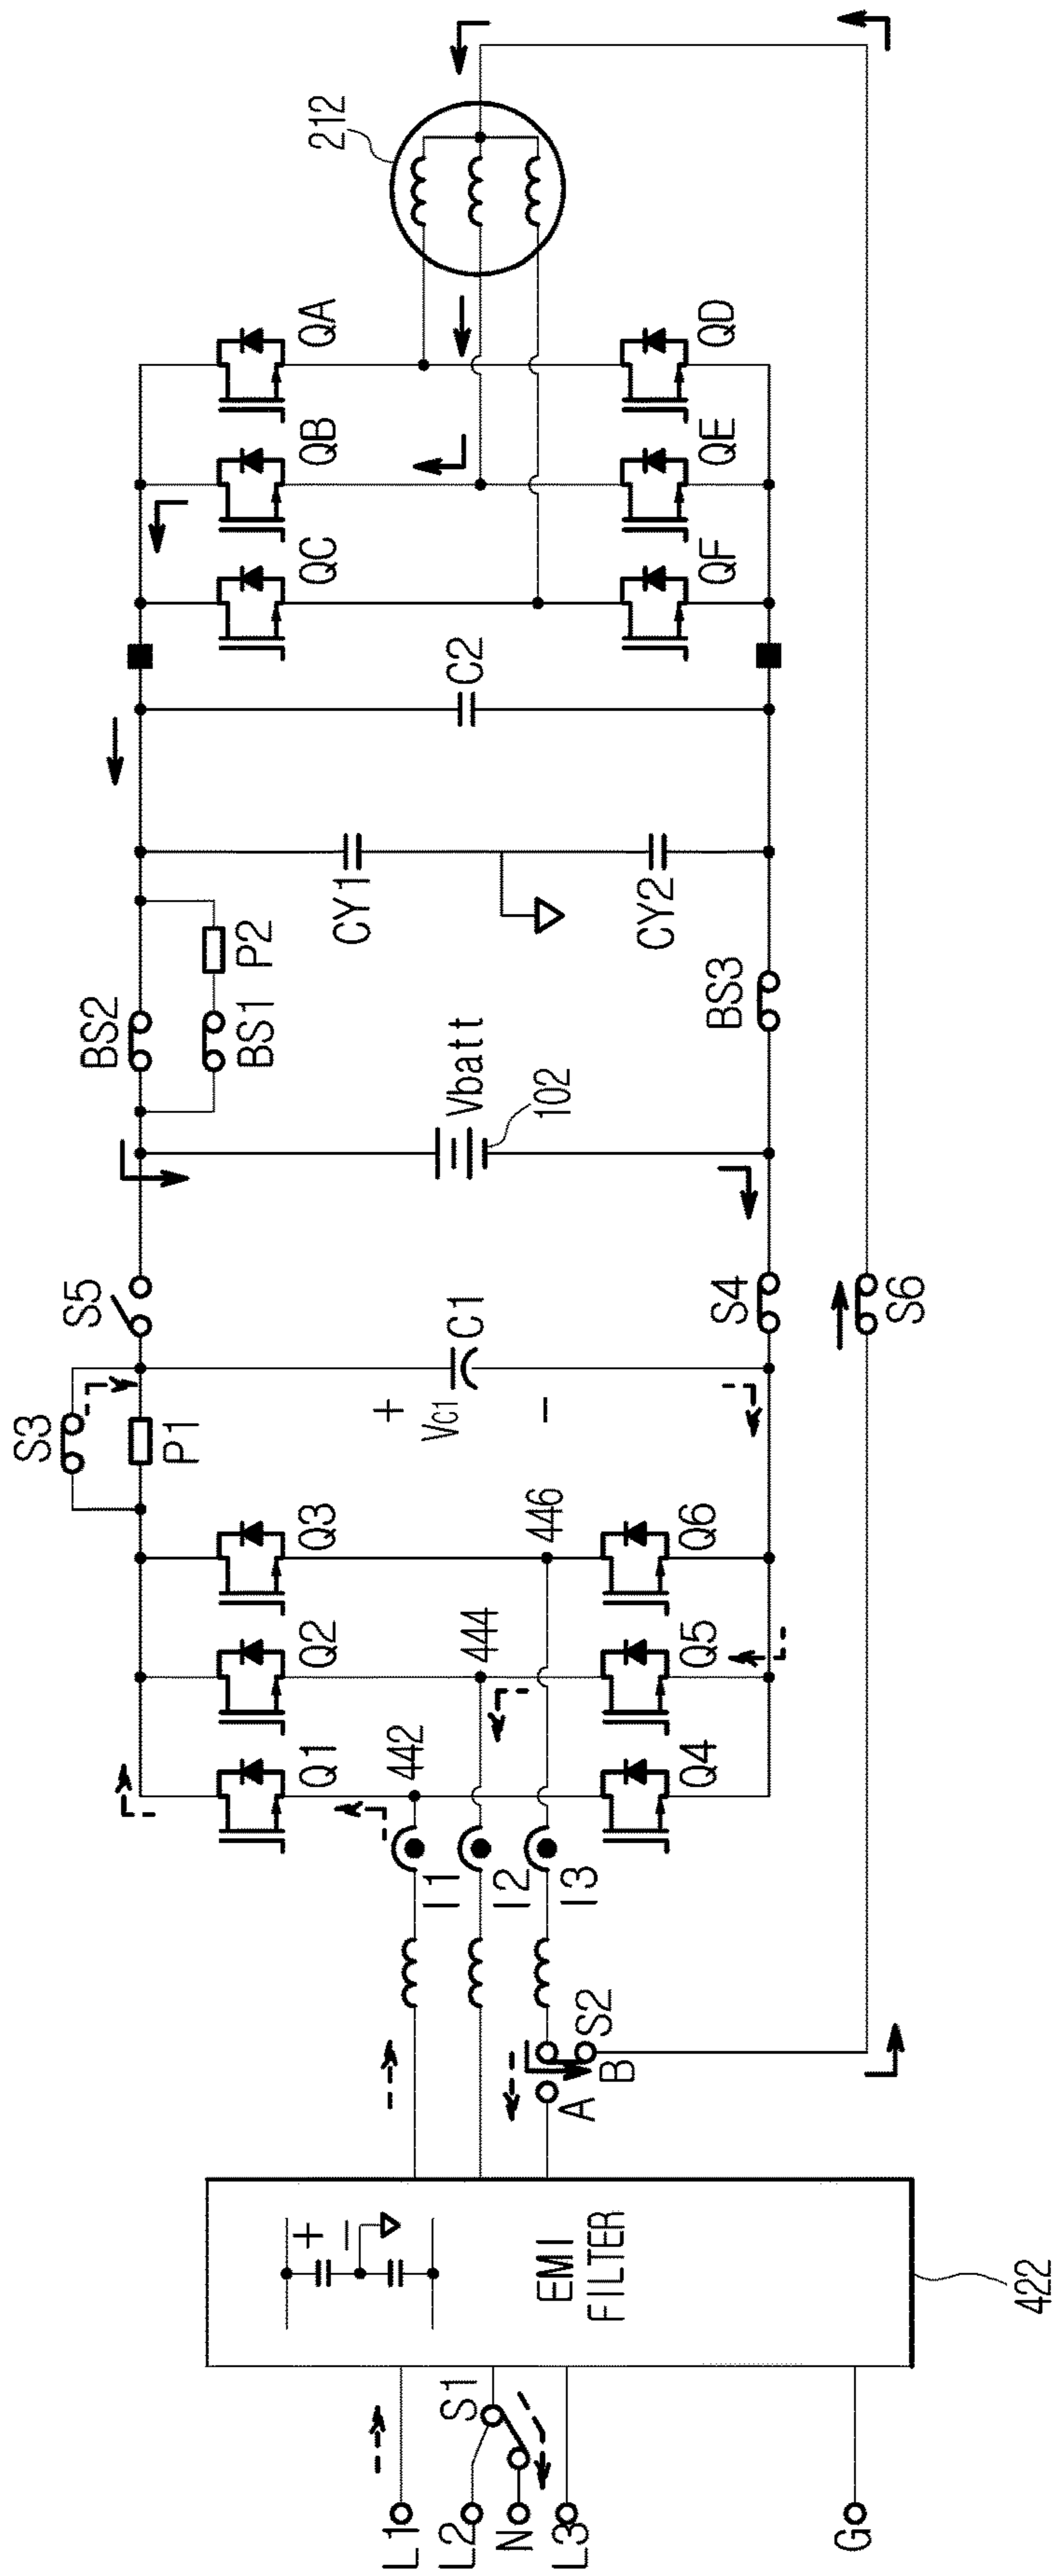 212
QA
QB
QC
QD
QE
QF
C2
CY1
CY2
P2
BS2
BS1
BS3
Vbatt
102
S5
S4
S6
C1
+
VC1
−
S3
P1
Q3
Q2
Q1
446
444
442
Q6
Q5
Q4
I1
I2
I3
S2
B
A
+
−
EMI
FILTER
422
S1
L1
L2
N
L3
G